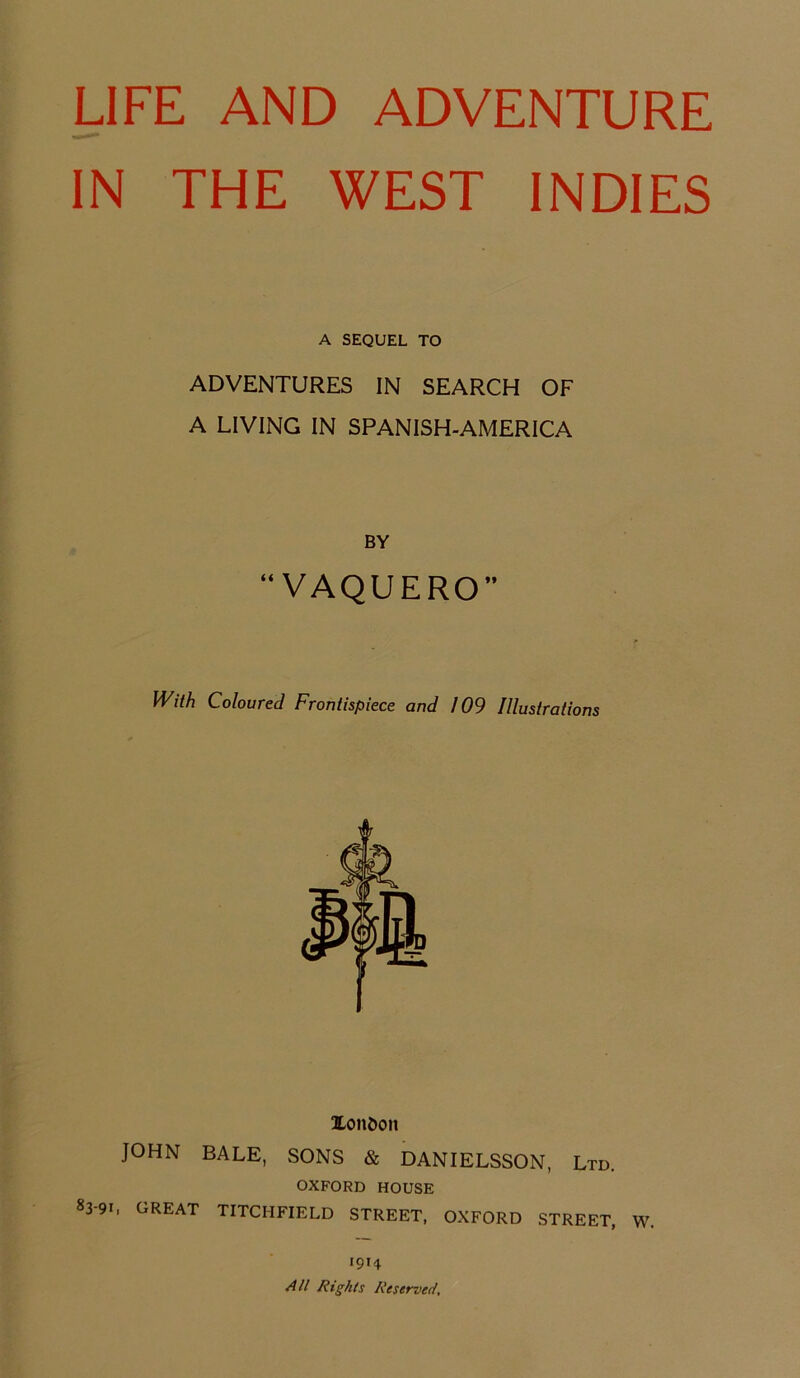 LIFE AND ADVENTURE
IN THE WEST INDIES
A SEQUEL TO
ADVENTURES IN SEARCH OF
A LIVING IN SPANISH-AMERICA
BY
“VAQUERO”
With Coloured Frontispiece and 109 Illustrations
London
JOHN BALE, SONS & DANIELSSON, LTD.
OXFORD HOUSE
83-91, GREAT TITCHFIELD STREET, OXFORD STREET, W.
1914
All Rights Reserved,